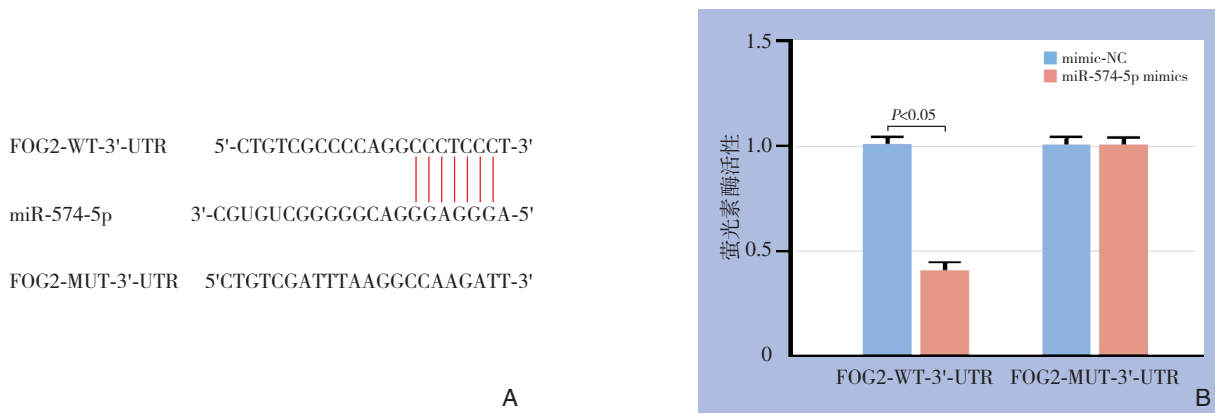 FOG2-WT-3'-UTR 5'-CTGTCGCCCCAGGCCCTCCCT-3'
miR-574-5p 3'-CGUGUCGGGGGCAGGGAGGGA-5'
FOG2-MUT-3'-UTR 5'CTGTCGATTTAAGGCCAAGATT-3'
A
1.5
mimic-NC
miR-574-5p mimics
P<0.05
1.0
萤光素酶活性
0.5
0
FOG2-WT-3'-UTR FOG2-MUT-3'-UTR
B